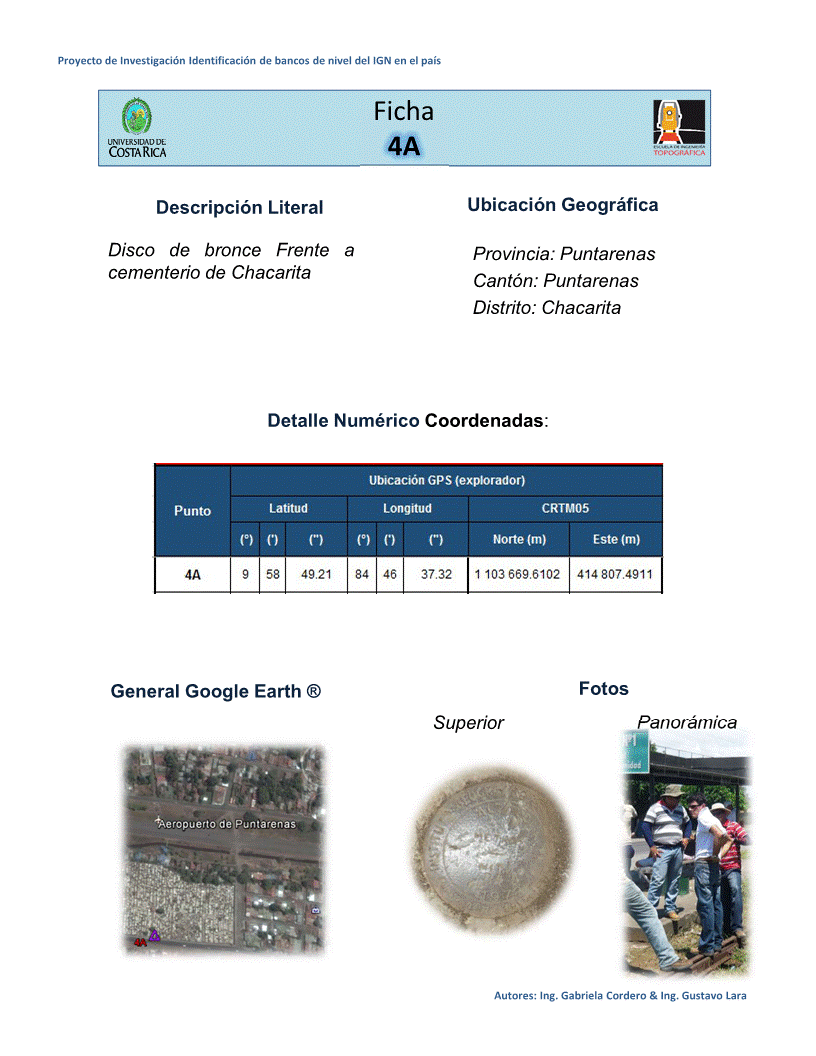 Proyecto de Investigación Identificación de bancos de nivel del IGN en el país
UNIVERSIDAD DE
COSTA RICA
Ficha
4A
ESCUELA DE INGENIERÍA
TOPOGRÁFICA
Descripción Literal
Disco de bronce Frente a
cementerio de Chacarita
Ubicación Geográfica
Provincia: Puntarenas
Cantón: Puntarenas
Distrito: Chacarita
Detalle Numérico Coordenadas:
Punto
Ubicación GPS (explorador)
Latitud Longitud CRTM05
(°) (') (") (°) (') (") Norte (m) Este (m)
4A 9 58 49.21 84 46 37.32 1 103 669.6102 414 807.4911
General Google Earth ®
Fotos
Superior
Panorámica
Aeropuerto de Puntarenas
4A
Autores: Ing. Gabriela Cordero & Ing. Gustavo Lara